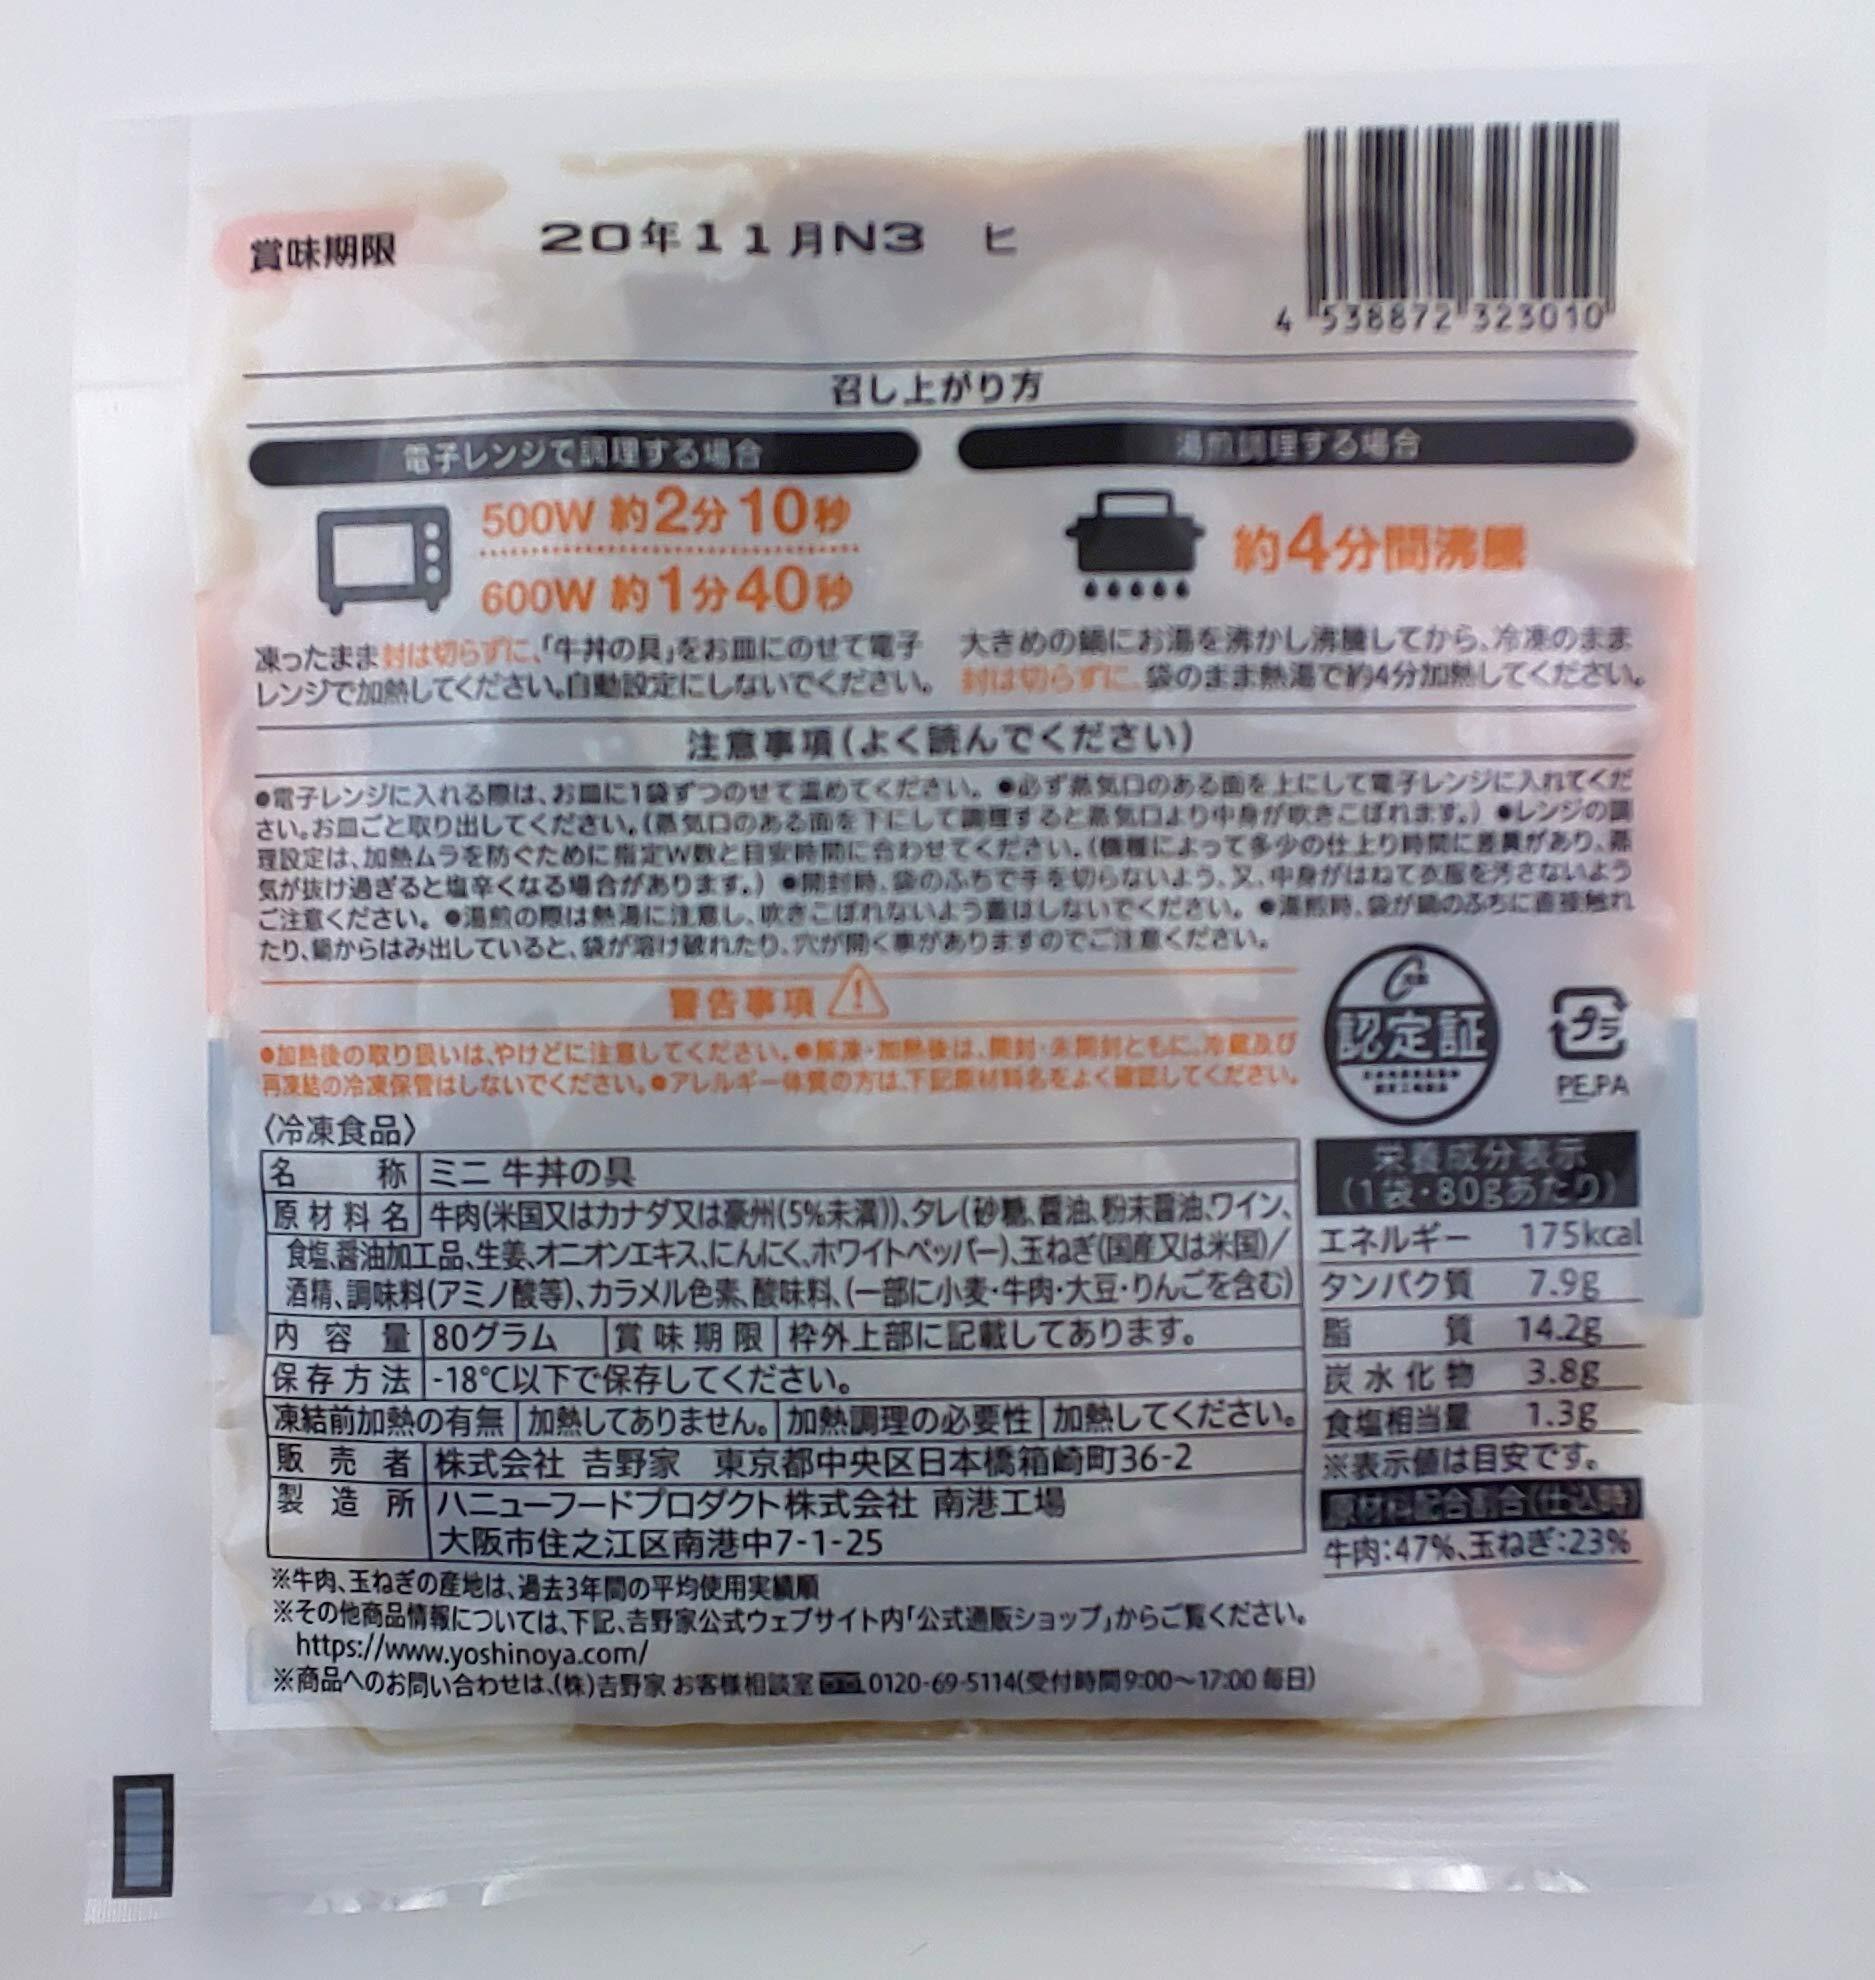 賞味期限
20年11月N3 ヒ
4 538872 323010
召し上がり方
電子レンジで調理する場合
500W 約2分10秒
600W 約1分40秒
凍ったまま封は切らずに、「牛丼の具」をお皿にのせて電子
レンジで加熱してください。自動設定にしないでください。
湯煎調理する場合
約4分間沸騰
大きめの鍋にお湯を沸かし沸騰してから、冷凍のまま
封は切らずに、袋のまま熱湯で約4分加熱してください。
注意事項(よく読んでください)
●電子レンジに入れる際は、お皿に1袋ずつのせて温めてください。●必ず蒸気口のある面を上にして電子レンジに入れてくだ
さい。お皿ごと取り出してください。(蒸気口のある面を下にして調理すると蒸気口より中身が吹きこぼれます。)●レンジの調
理設定は、加熱ムラを防ぐために指定W数と目安時間に合わせてください。(機種によって多少の仕上り時間に差異があり、蒸
気が抜け過ぎると塩辛くなる場合があります。)●開封時、袋のふちで手を切らないよう、又、中身がはねて衣服を汚さないよう
ご注意ください。●湯煎の際は熱湯に注意し、吹きこぼれないよう蓋はしないでください。●湯煎時、袋が鍋のふちに直接触れ
たり、鍋からはみ出していると、袋が溶け破れたり、穴が開く事がありますのでご注意ください。
警告事項
●加熱後の取り扱いは、やけどに注意してください。●解凍・加熱後は、開封・未開封ともに、冷蔵及び
再凍結の冷凍保管はしないでください。●アレルギー体質の方は、下記原材料名をよく確認してください。
認定証
プラ
PE,PA
〈冷凍食品〉
名称 ミニ 牛丼の具
原材料名 牛肉(米国又はカナダ又は豪州(5%未満))、タレ(砂糖、醤油、粉末醤油、ワイン、
食塩、醤油加工品、生姜、オニオンエキス、にんにく、ホワイトペッパー)、玉ねぎ(国産又は米国)/
酒精、調味料(アミノ酸等)、カラメル色素、酸味料、(一部に小麦・牛肉・大豆・りんごを含む)
内容量 80グラム 賞味期限 枠外上部に記載してあります。
保存方法 -18℃以下で保存してください。
凍結前加熱の有無 加熱してありません。 加熱調理の必要性 加熱してください。
販売者 株式会社 吉野家 東京都中央区日本橋箱崎町36-2
製造所 ハニューフードプロダクト株式会社 南港工場
大阪市住之江区南港中7-1-25
栄養成分表示
(1袋・80gあたり)
エネルギー 175kcal
タンパク質 7.9g
脂質 14.2g
炭水化物 3.8g
食塩相当量 1.3g
※表示値は目安です。
原材料配合割合(仕込時)
牛肉:47%、玉ねぎ:23%
※牛肉、玉ねぎの産地は、過去3年間の平均使用実績順
※その他商品情報については、下記、吉野家公式ウェブサイト内「公式通販ショップ」からご覧ください。
https://www.yoshinoya.com/
※商品へのお問い合わせは、(株)吉野家 お客様相談室 0120-69-5114(受付時間9:00〜17:00 毎日)